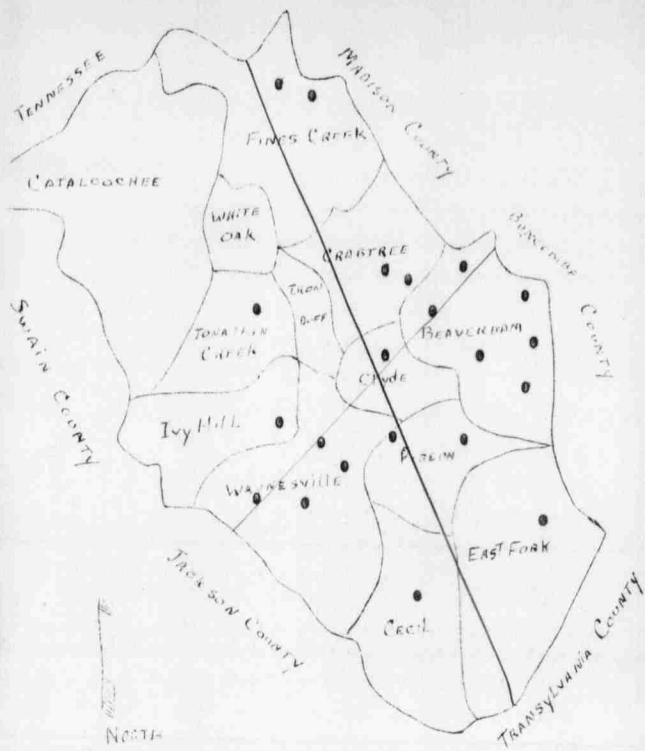 TENNESSEE
MADISON COUNTY
FINES CREEK
CATALOOCHEE
WHITE
OAK
CRABTREE
BUNCOMBE COUNTY
IRON
DUFF
SWAIN COUNTY
JONATHAN
CREEK
BEAVERDAM
CLYDE
IVY HILL
PIGEON
WAYNESVILLE
EAST FORK
JACKSON COUNTY
CECIL
TRANSYLVANIA COUNTY
NORTH